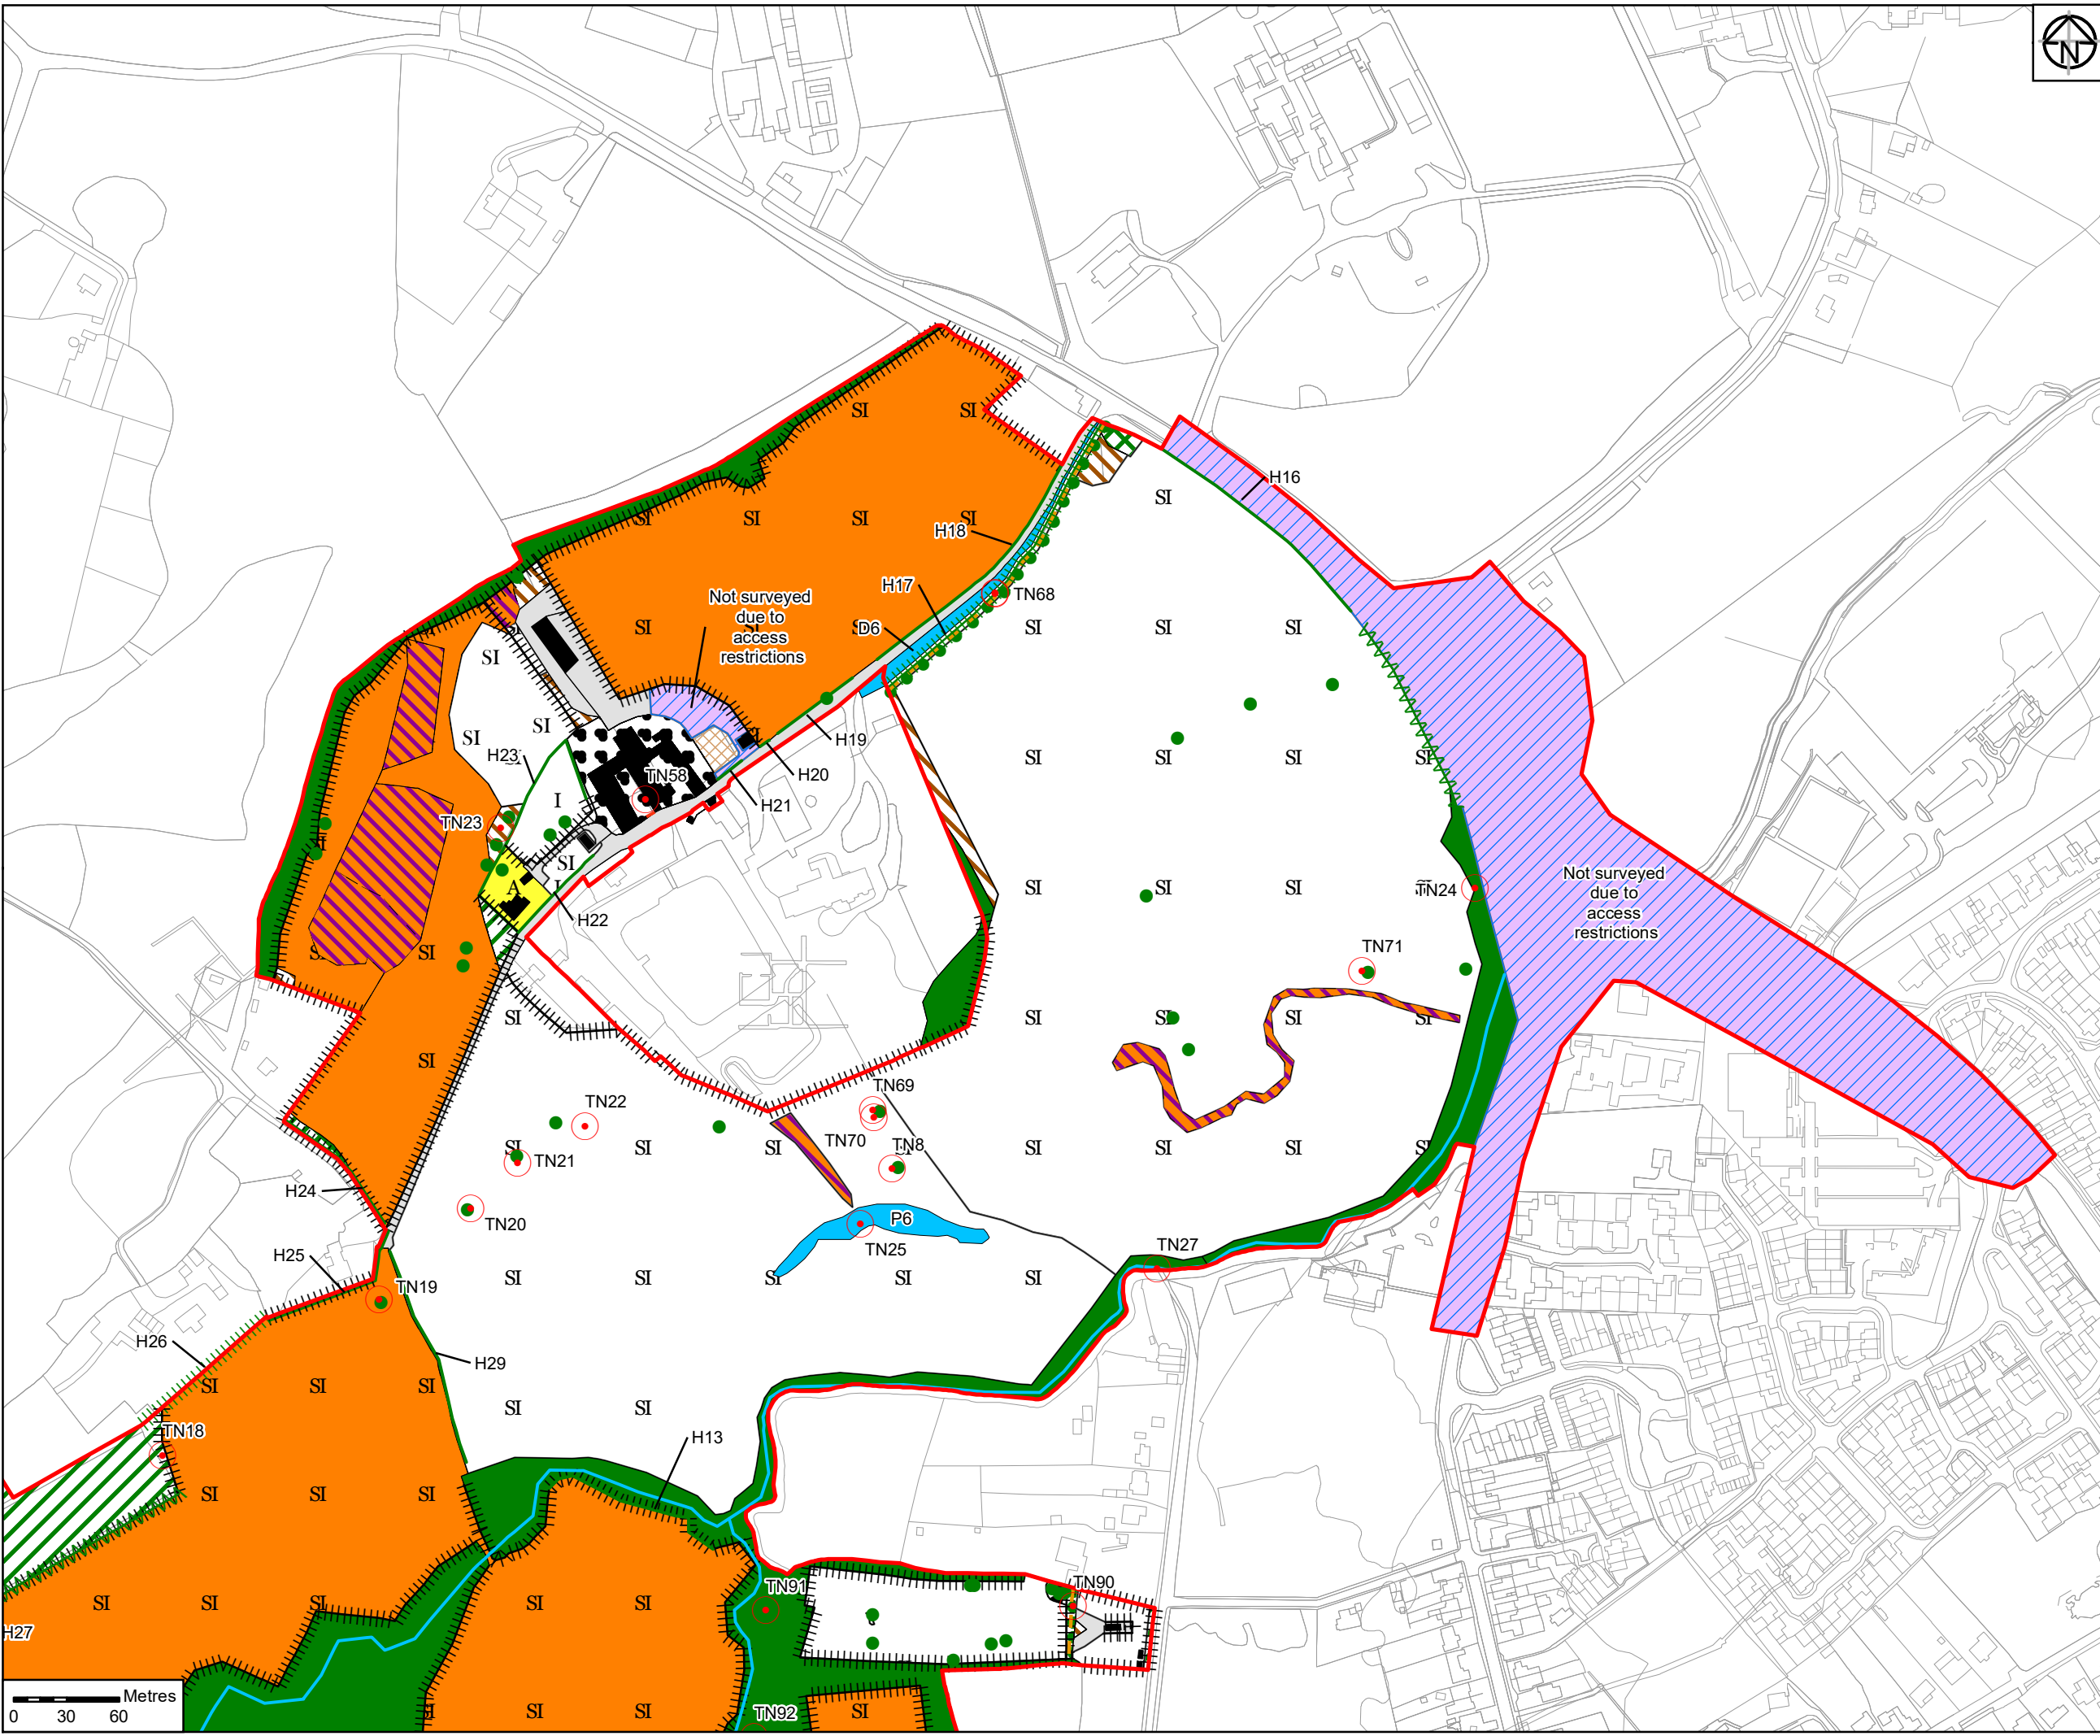 N
SI SI
SI
H16
SI SI SI SI
H18
H17
TN68
Not surveyed
due to
access
restrictions
D6
SI SI SI SI
SI
SI
SI
H23
H19
SI SI SI SI
H20
TN58
H21
I
TN23
SI
A
H22
SI SI SI
TN24
Not surveyed
due to
access
restrictions
SI
TN71
SI
SI SI SI SI
SI
TN69
TN22
TN70
TN8
SI SI SI SI SI SI SI
TN21
H24
TN20
P6
TN25
H25
TN27
SI SI SI SI SI
TN19
H26
H29
SI SI SI
SI SI
TN18
H13
SI SI SI
TN91
TN90
SI SI SI SI SI
H27
Metres
0 30 60
TN92
SI SI SI SI